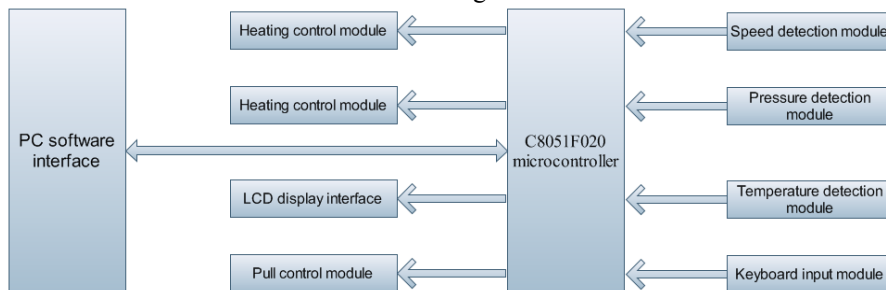 Heating control module
Speed detection module
Heating control module
Pressure detection
module
PC software
interface
C8051F020
microcontroller
LCD display interface
Temperature detection
module
Pull control module
Keyboard input module